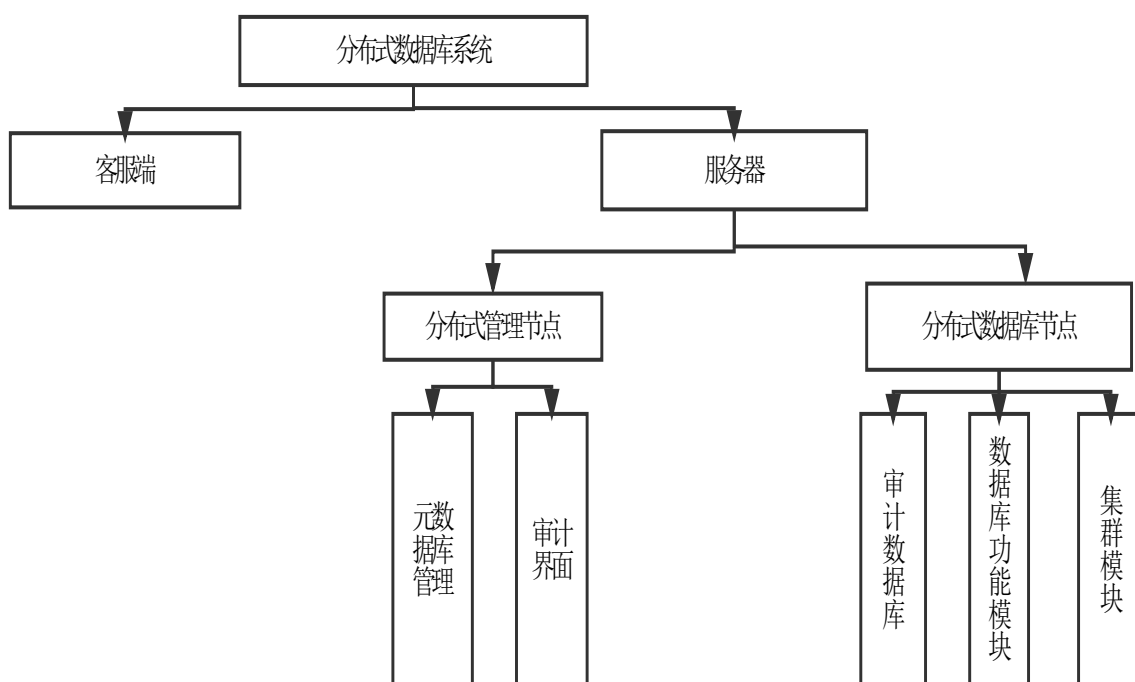 分布式数据库系统
客服端
服务器
分布式管理节点
分布式数据库节点
元数
据库
管理
审计
界面
审计数据库
数据库功能模块
集群模块